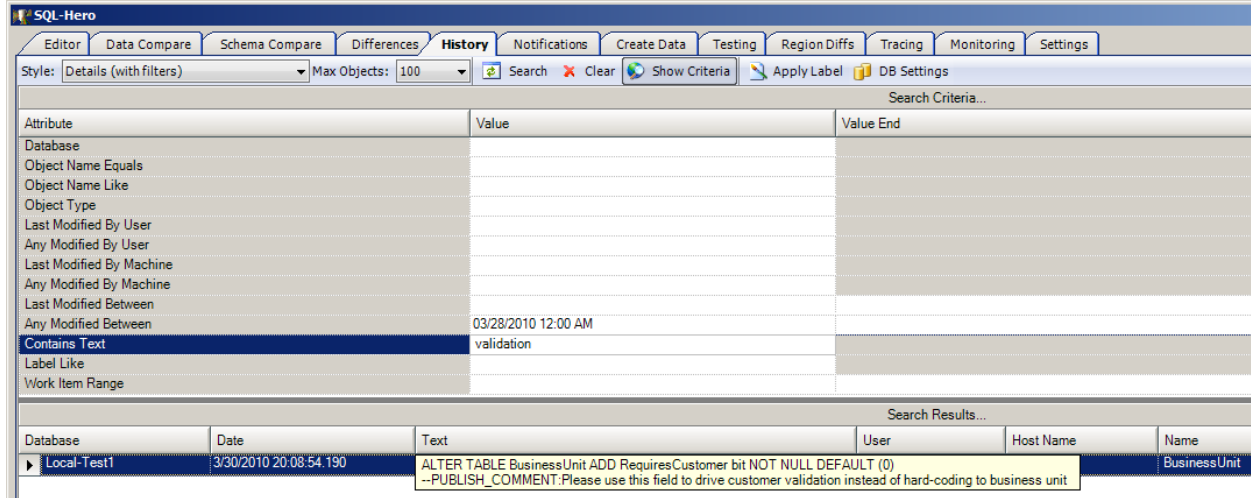 SQL-Hero
Editor Data Compare Schema Compare Differences History Notifications Create Data Testing Region Diffs Tracing Monitoring Settings
Style: Details (with filters) Max Objects: 100 Search Clear Show Criteria Apply Label DB Settings
Search Criteria...
Attribute Value Value End
Database
Object Name Equals
Object Name Like
Object Type
Last Modified By User
Any Modified By User
Last Modified By Machine
Any Modified By Machine
Last Modified Between
Any Modified Between 03/28/2010 12:00 AM
Contains Text validation
Label Like
Work Item Range
Search Results...
Database Date Text User Host Name Name
Local-Test1 3/30/2010 20:08:54.190 ALTER TABLE BusinessUnit ADD RequiresCustomer bit NOT NULL DEFAULT (0) BusinessUnit
--PUBLISH_COMMENT:Please use this field to drive customer validation instead of hard-coding to business unit